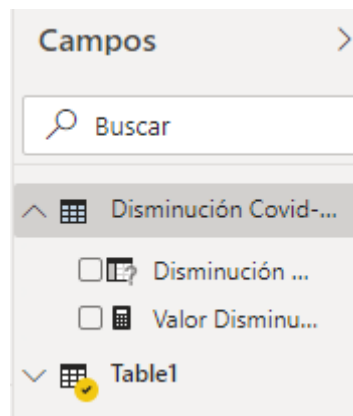 Campos
Buscar
Disminución Covid-...
Disminución ...
Valor Disminu...
Table1